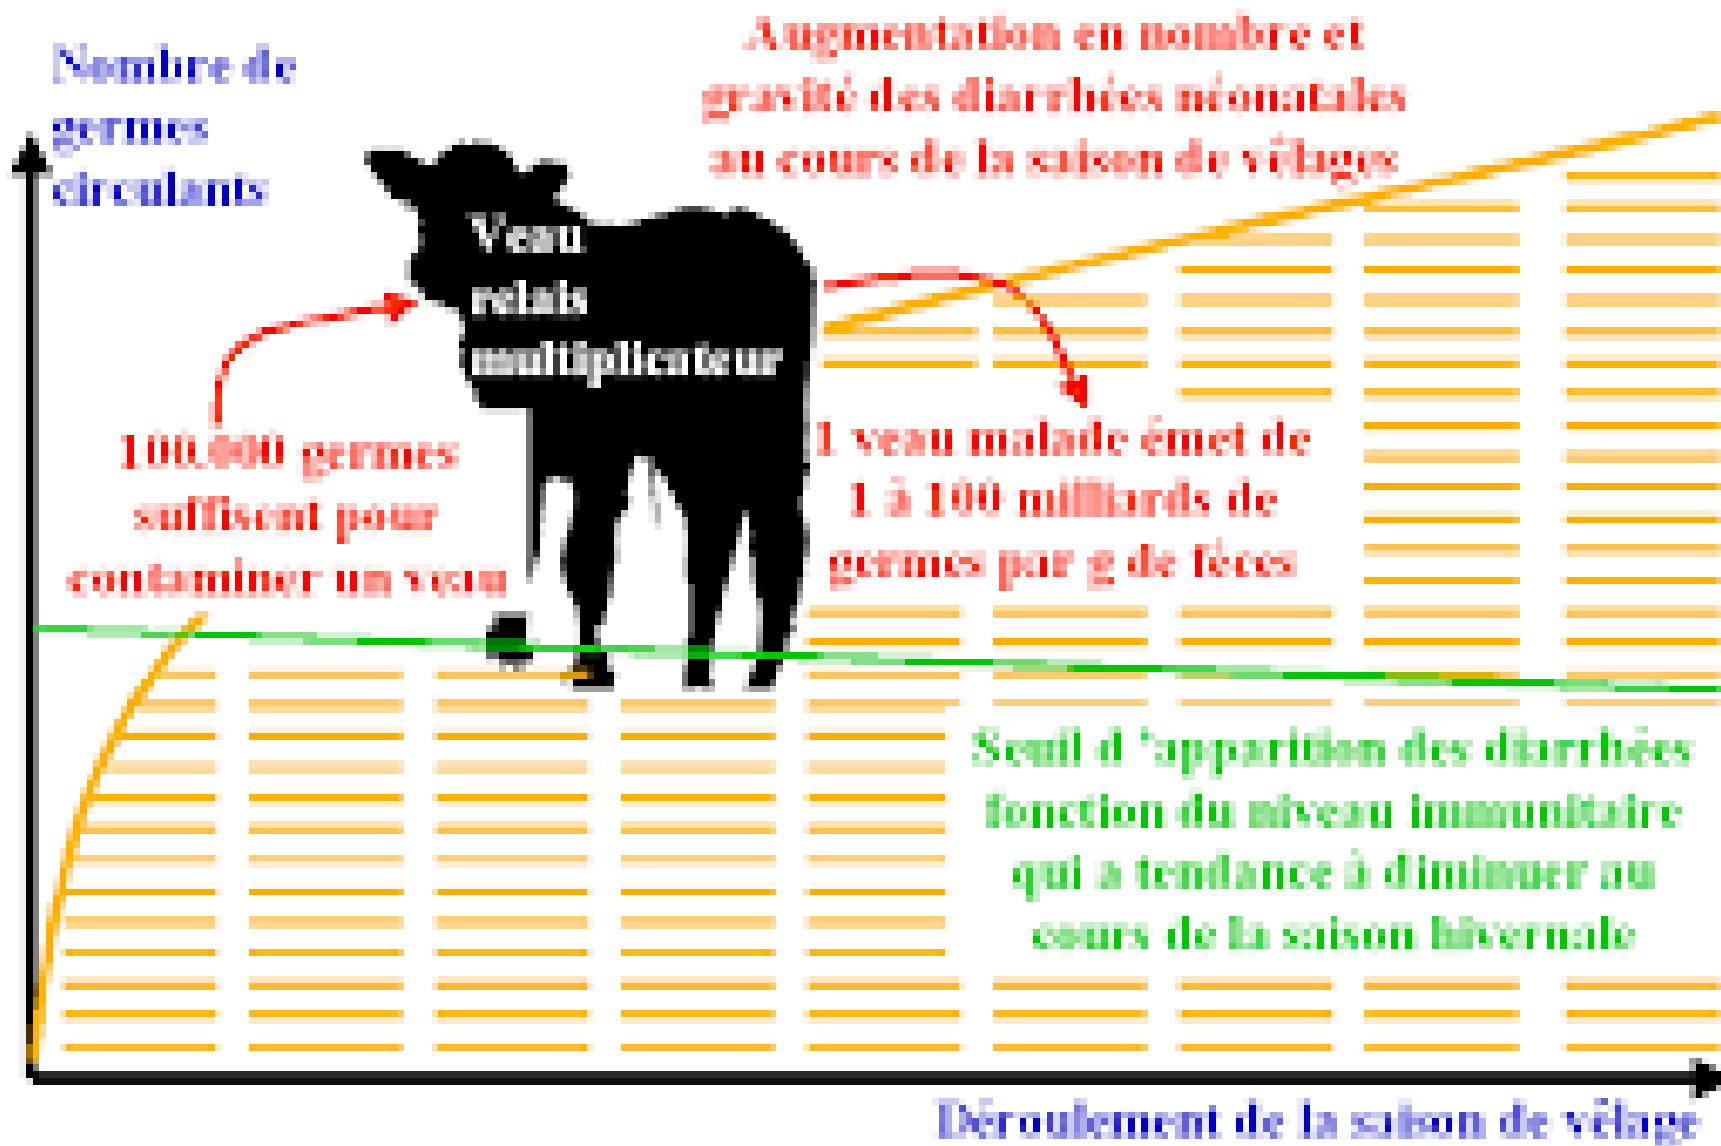 Augmentation en nombre et
gravité des diarrhées néonatales
au cours de la saison de vêlages
Nombre de
germes
circulants
Veau
relais
multiplicateur
100.000 germes
suffisent pour
contaminer un veau
1 veau malade émet de
1 à 100 milliards de
germes par g de fèces
Seuil d 'apparition des diarrhées
fonction du niveau immunitaire
qui a tendance à diminuer au
cours de la saison hivernale
Déroulement de la saison de vêlage